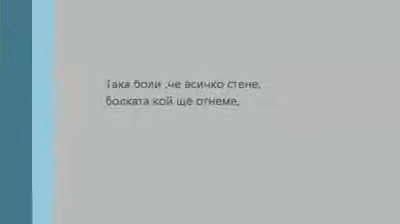 Така боли ,че всичко стене,
болката кой ще отнеме,